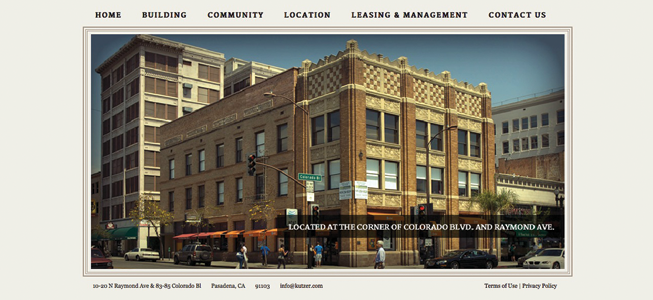 HOME BUILDING COMMUNITY LOCATION LEASING & MANAGEMENT CONTACT US
Colorado Bl
LOCATED AT THE CORNER OF COLORADO BLVD. AND RAYMOND AVE.
10-20 N Raymond Ave & 83-85 Colorado Bl Pasadena, CA 91103 info@kutzer.com Terms of Use | Privacy Policy